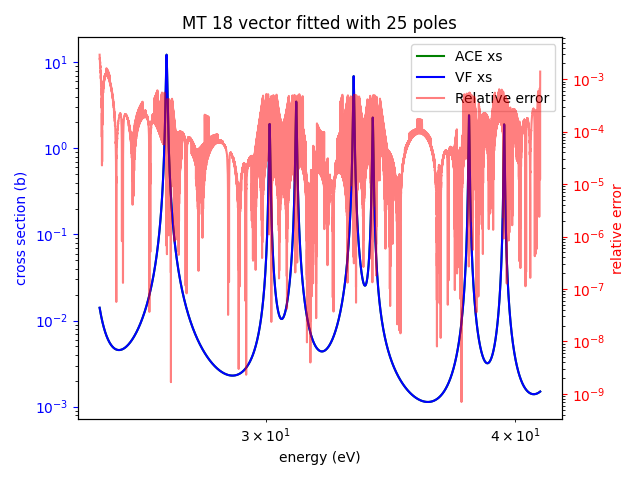 MT 18 vector fitted with 25 poles
ACE xs
VF xs
Relative error
cross section (b)
10¹
10⁰
10⁻¹
10⁻²
10⁻³
relative error
10⁻³
10⁻⁴
10⁻⁵
10⁻⁶
10⁻⁷
10⁻⁸
10⁻⁹
3 × 10¹
4 × 10¹
energy (eV)